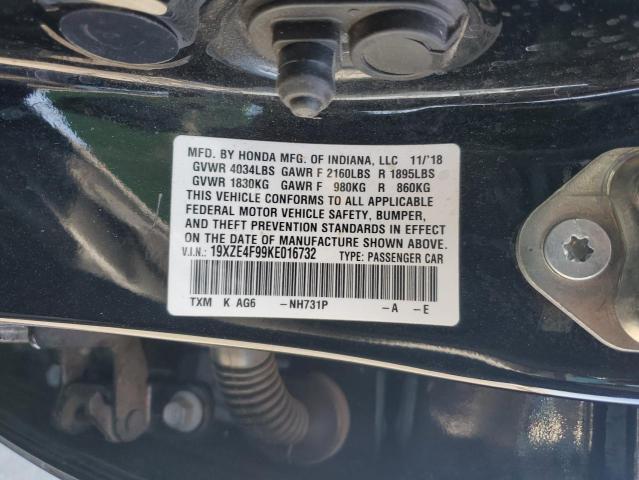 MFD. BY HONDA MFG. OF INDIANA, LLC 11/'18
GVWR 4034LBS GAWR F 2160LBS R 1895LBS
GVWR 1830KG GAWR F 980KG R 860KG
THIS VEHICLE CONFORMS TO ALL APPLICABLE
FEDERAL MOTOR VEHICLE SAFETY, BUMPER,
AND THEFT PREVENTION STANDARDS IN EFFECT
ON THE DATE OF MANUFACTURE SHOWN ABOVE.
V.I.N.: 19XZE4F99KE016732 TYPE: PASSENGER CAR
TXM K AG6 -NH731P -A -E